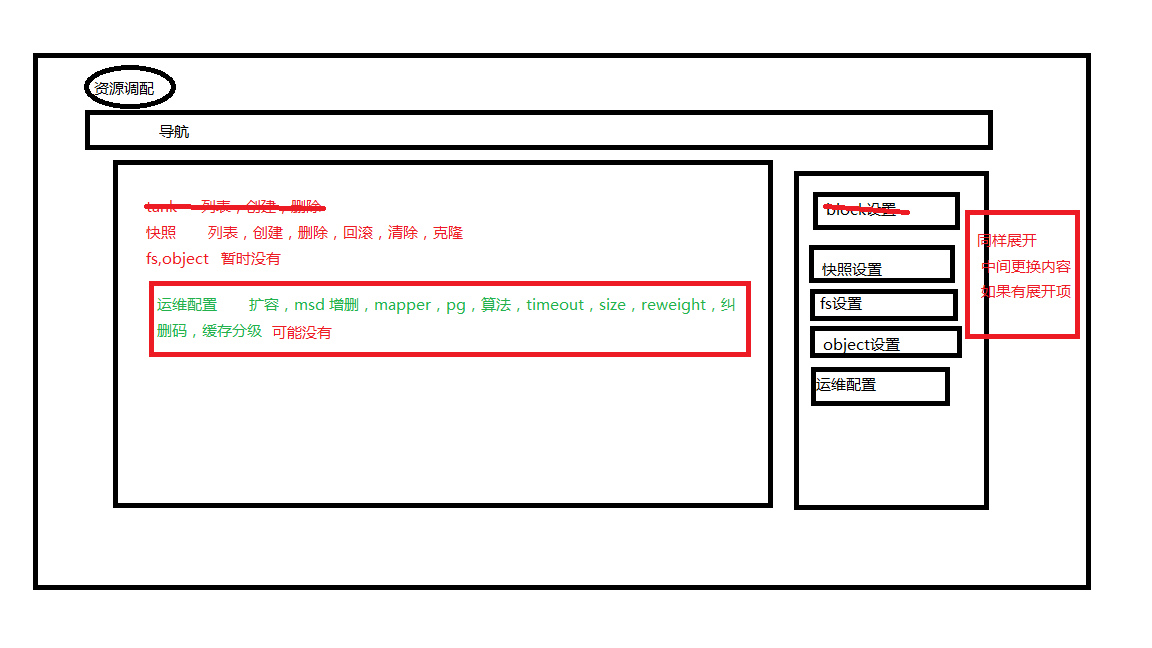 资源调配
导航
tank 列表，创建，删除
快照 列表，创建，删除，回滚，清除，克隆
fs,object 暂时没有
运维配置 扩容，msd 增删，mapper，pg，算法，timeout，size，reweight，纠
删码，缓存分级 可能没有
block设置
快照设置
fs设置
object设置
运维配置
同样展开
中间更换内容
如果有展开项